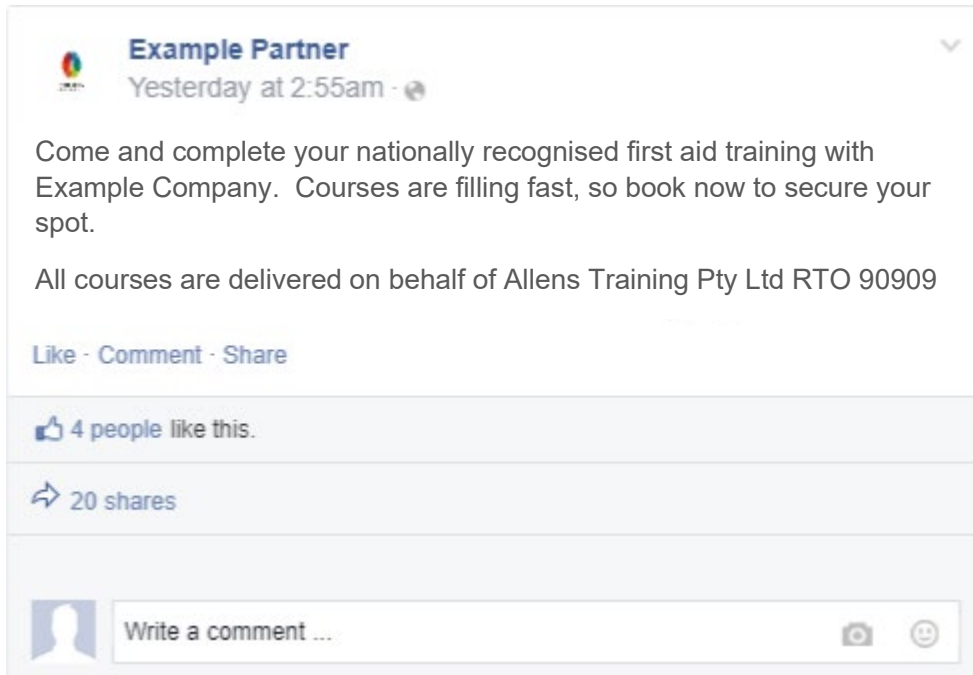 Example Partner
Yesterday at 2:55am ·
Come and complete your nationally recognised first aid training with
Example Company.  Courses are filling fast, so book now to secure your
spot.
All courses are delivered on behalf of Allens Training Pty Ltd RTO 90909
Like · Comment · Share
4 people like this.
20 shares
Write a comment ...